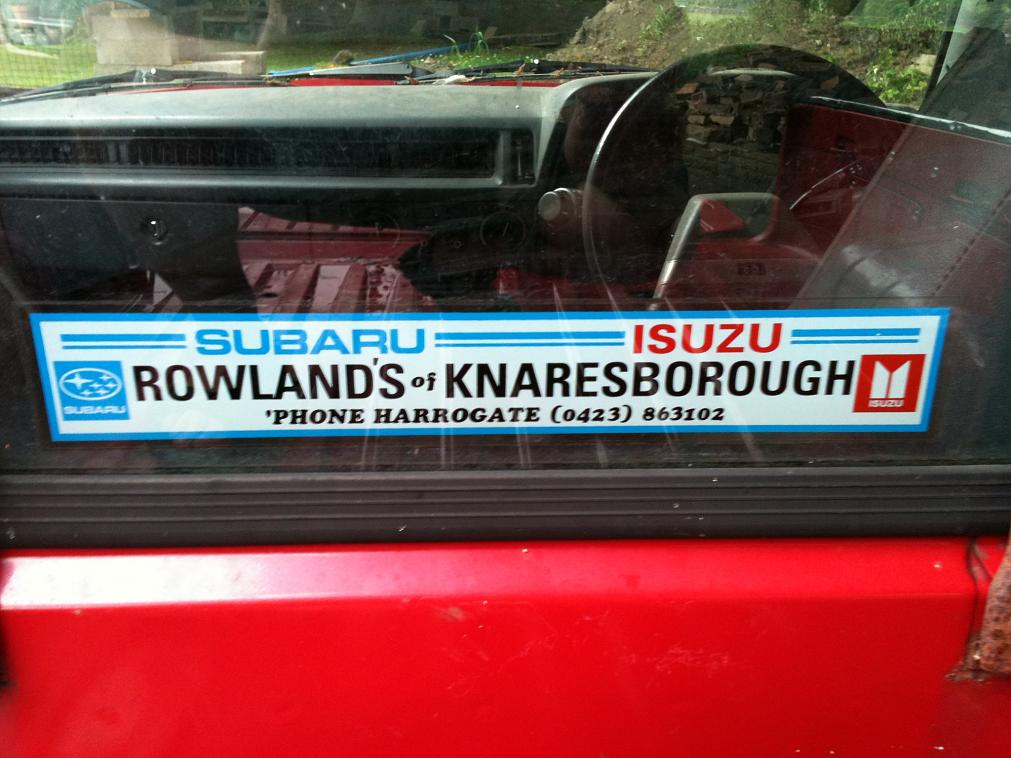 SUBARU ISUZU
SUBARU ROWLAND'S of KNARESBOROUGH ISUZU
'PHONE HARROGATE (0423) 863102